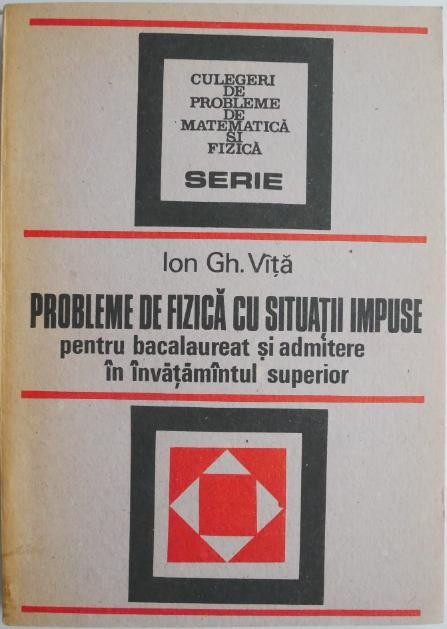 CULEGERI
DE
PROBLEME
DE
MATEMATICĂ
ȘI
FIZICĂ
SERIE
Ion Gh. Vîță
PROBLEME DE FIZICĂ CU SITUAȚII IMPUSE
pentru bacalaureat și admitere
în învățămîntul superior